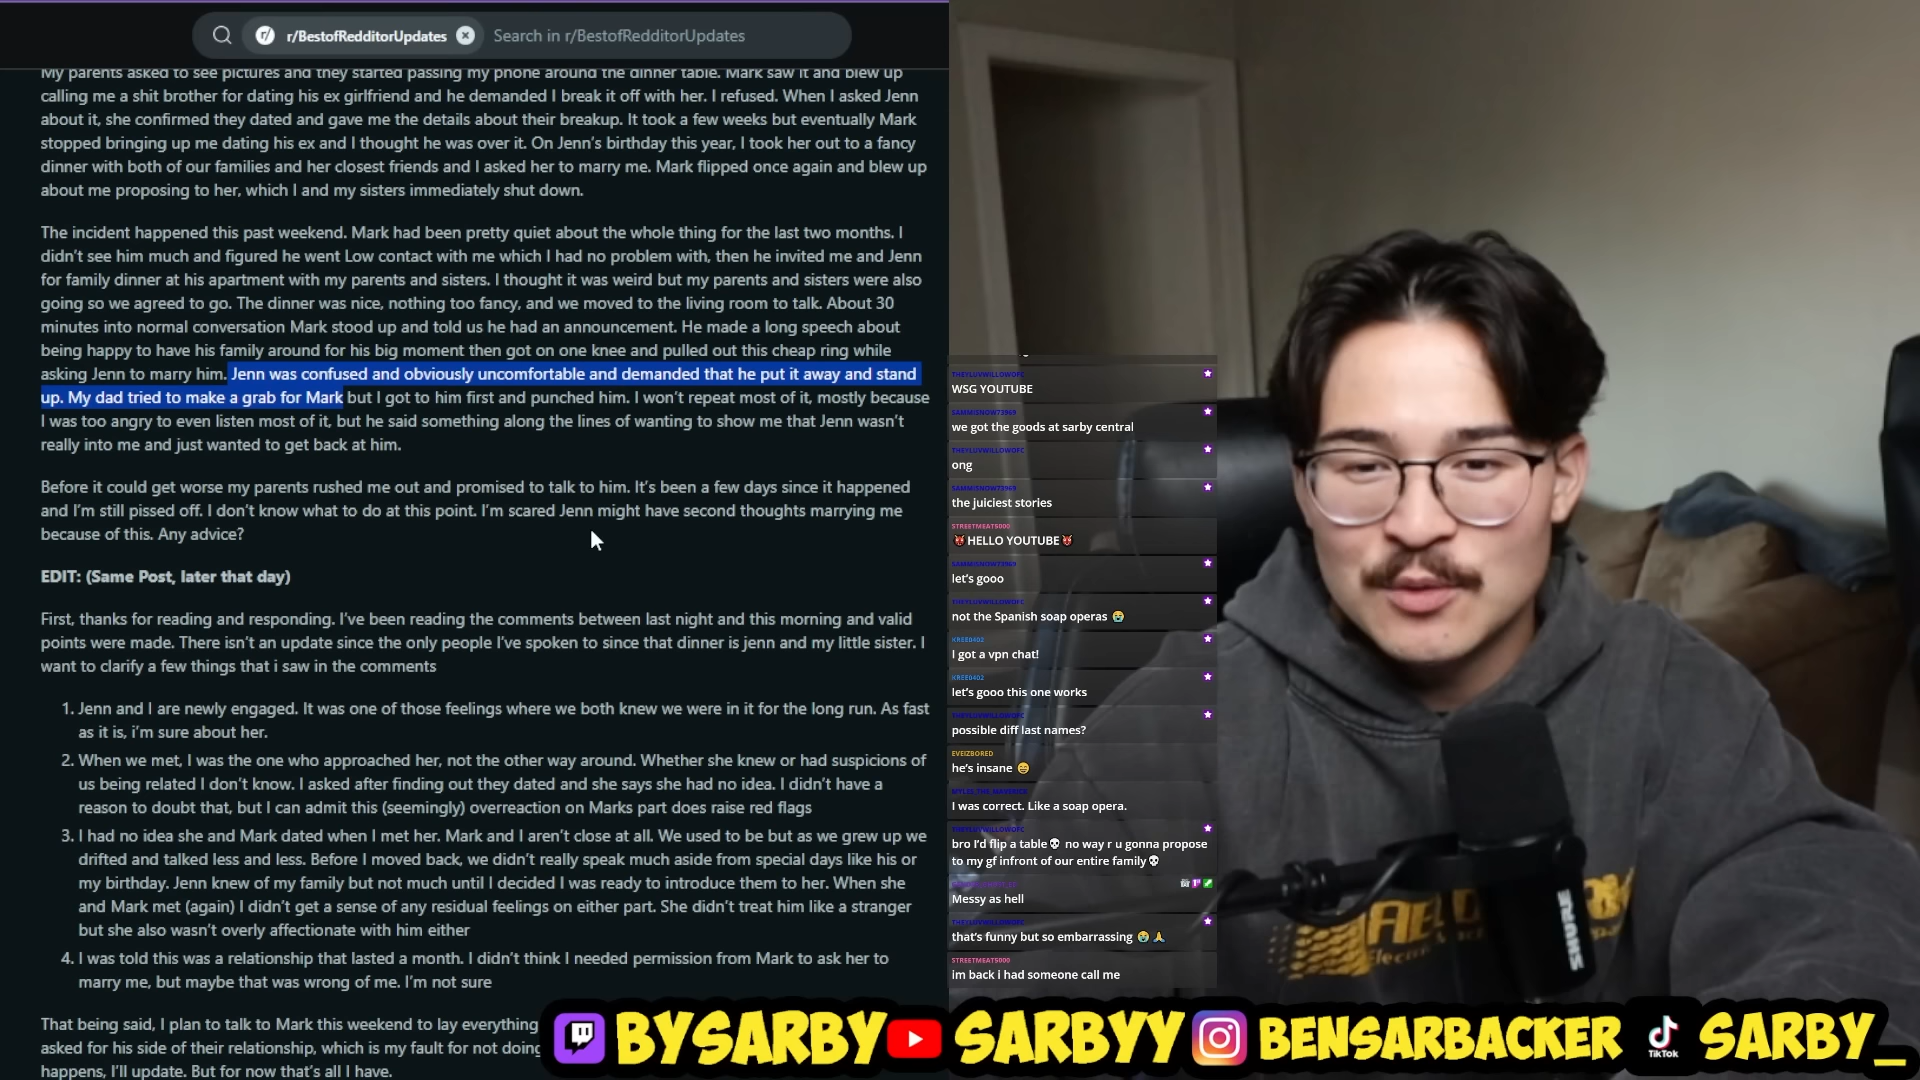 r/BestofRedditorUpdates
Search in r/BestofRedditorUpdates
My parents asked to see pictures and they started passing my phone around the dinner table. Mark saw it and blew up
calling me a shit brother for dating his ex girlfriend and he demanded I break it off with her. I refused. When I asked Jenn
about it, she confirmed they dated and gave me the details about their breakup. It took a few weeks but eventually Mark
stopped bringing up me dating his ex and I thought he was over it. On Jenn's birthday this year, I took her out to a fancy
dinner with both of our families and her closest friends and I asked her to marry me. Mark flipped once again and blew up
about me proposing to her, which I and my sisters immediately shut down.
The incident happened this past weekend. Mark had been pretty quiet about the whole thing for the last two months. I
didn't see him much and figured he went Low contact with me which I had no problem with, then he invited me and Jenn
for family dinner at his apartment with my parents and sisters. I thought it was weird but my parents and sisters were also
going so we agreed to go. The dinner was nice, nothing too fancy, and we moved to the living room to talk. About 30
minutes into normal conversation Mark stood up and told us he had an announcement. He made a long speech about
being happy to have his family around for his big moment then got on one knee and pulled out this cheap ring while
asking Jenn to marry him. Jenn was confused and obviously uncomfortable and demanded that he put it away and stand
up. My dad tried to make a grab for Mark but I got to him first and punched him. I won't repeat most of it, mostly because
I was too angry to even listen most of it, but he said something along the lines of wanting to show me that Jenn wasn't
really into me and just wanted to get back at him.
Before it could get worse my parents rushed me out and promised to talk to him. It's been a few days since it happened
and I'm still pissed off. I don't know what to do at this point. I'm scared Jenn might have second thoughts marrying me
because of this. Any advice?
EDIT: (Same Post, later that day)
First, thanks for reading and responding. I've been reading the comments between last night and this morning and valid
points were made. There isn't an update since the only people I've spoken to since that dinner is jenn and my little sister. I
want to clarify a few things that i saw in the comments
1. Jenn and I are newly engaged. It was one of those feelings where we both knew we were in it for the long run. As fast
as it is, i'm sure about her.
2. When we met, I was the one who approached her, not the other way around. Whether she knew or had suspicions of
us being related I don't know. I asked after finding out they dated and she says she had no idea. I didn't have a
reason to doubt that, but I can admit this (seemingly) overreaction on Marks part does raise red flags
3. I had no idea she and Mark dated when I met her. Mark and I aren't close at all. We used to be but as we grew up we
drifted and talked less and less. Before I moved back, we didn't really speak much aside from special days like his or
my birthday. Jenn knew of my family but not much until I decided I was ready to introduce them to her. When she
and Mark met (again) I didn't get a sense of any residual feelings on either part. She didn't treat him like a stranger
but she also wasn't overly affectionate with him either
4. I was told this was a relationship that lasted a month. I didn't think I needed permission from Mark to ask her to
marry me, but maybe that was wrong of me. I'm not sure
That being said, I plan to talk to Mark this weekend to lay everything
asked for his side of their relationship, which is my fault for not doing
happens, I'll update. But for now that's all I have.
THEYLUVWILLOWOFC
WSG YOUTUBE
SAMMISNOW73969
we got the goods at sarby central
THEYLUVWILLOWOFC
ong
SAMMISNOW73969
the juiciest stories
STREETMEAT5000
👹HELLO YOUTUBE👹
SAMMISNOW73969
let's gooo
THEYLUVWILLOWOFC
not the Spanish soap operas 😭
KREE0402
I got a vpn chat!
KREE0402
let's gooo this one works
THEYLUVWILLOWOFC
possible diff last names?
EVEIZBORED
he's insane 😄
I was correct. Like a soap opera.
THEYLUVWILLOWOFC
bro I'd flip a table💀 no way r u gonna propose
to my gf infront of our entire family💀
Messy as hell
THEYLUVWILLOWOFC
that's funny but so embarrassing 😭🙏
STREETMEAT5000
im back i had someone call me
SHURE
BYSARBY
SARBYY
BENSARBACKER
TikTok
SARBY_